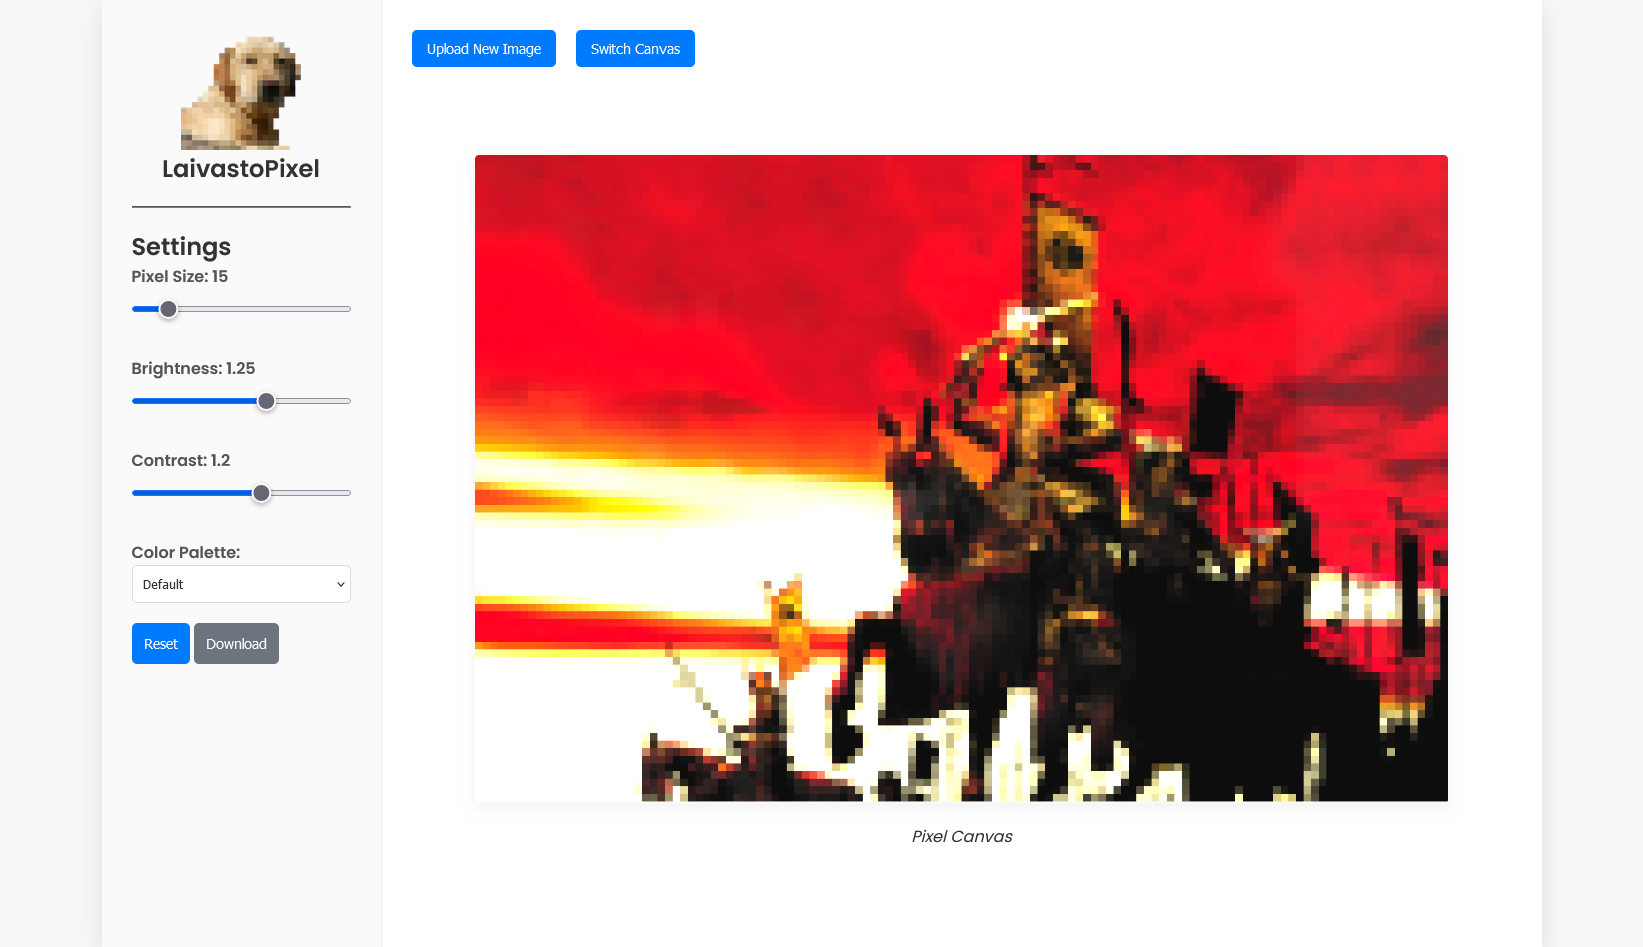 LaivastoPixel
Settings
Pixel Size: 15
Brightness: 1.25
Contrast: 1.2
Color Palette:
Default
Reset Download
Upload New Image Switch Canvas
Pixel Canvas